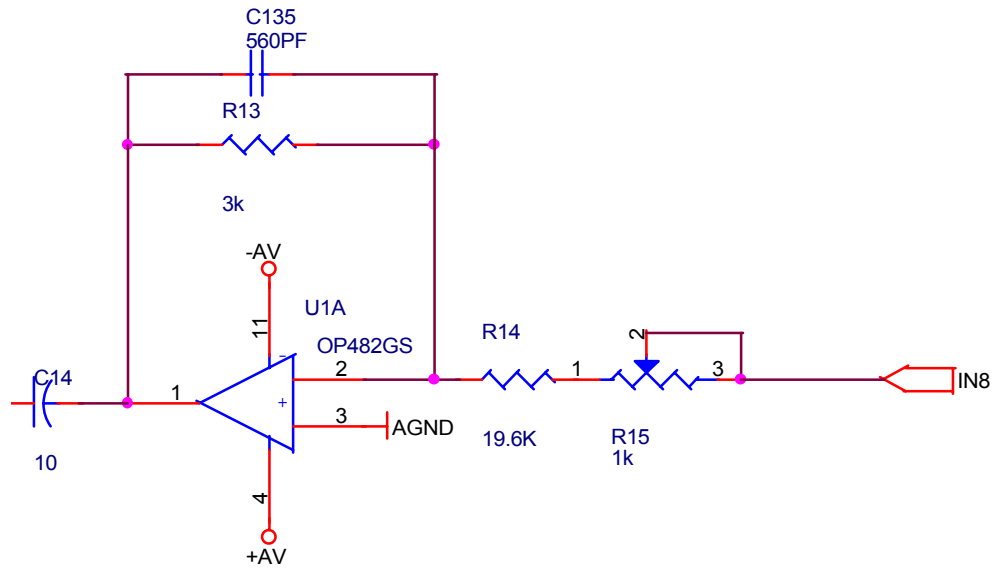 C135
560PF
R13
3k
-AV
11
U1A
OP482GS
-
+
2
3
AGND
1
C14
10
4
+AV
R14
19.6K
1
2
3
R15
1k
IN8